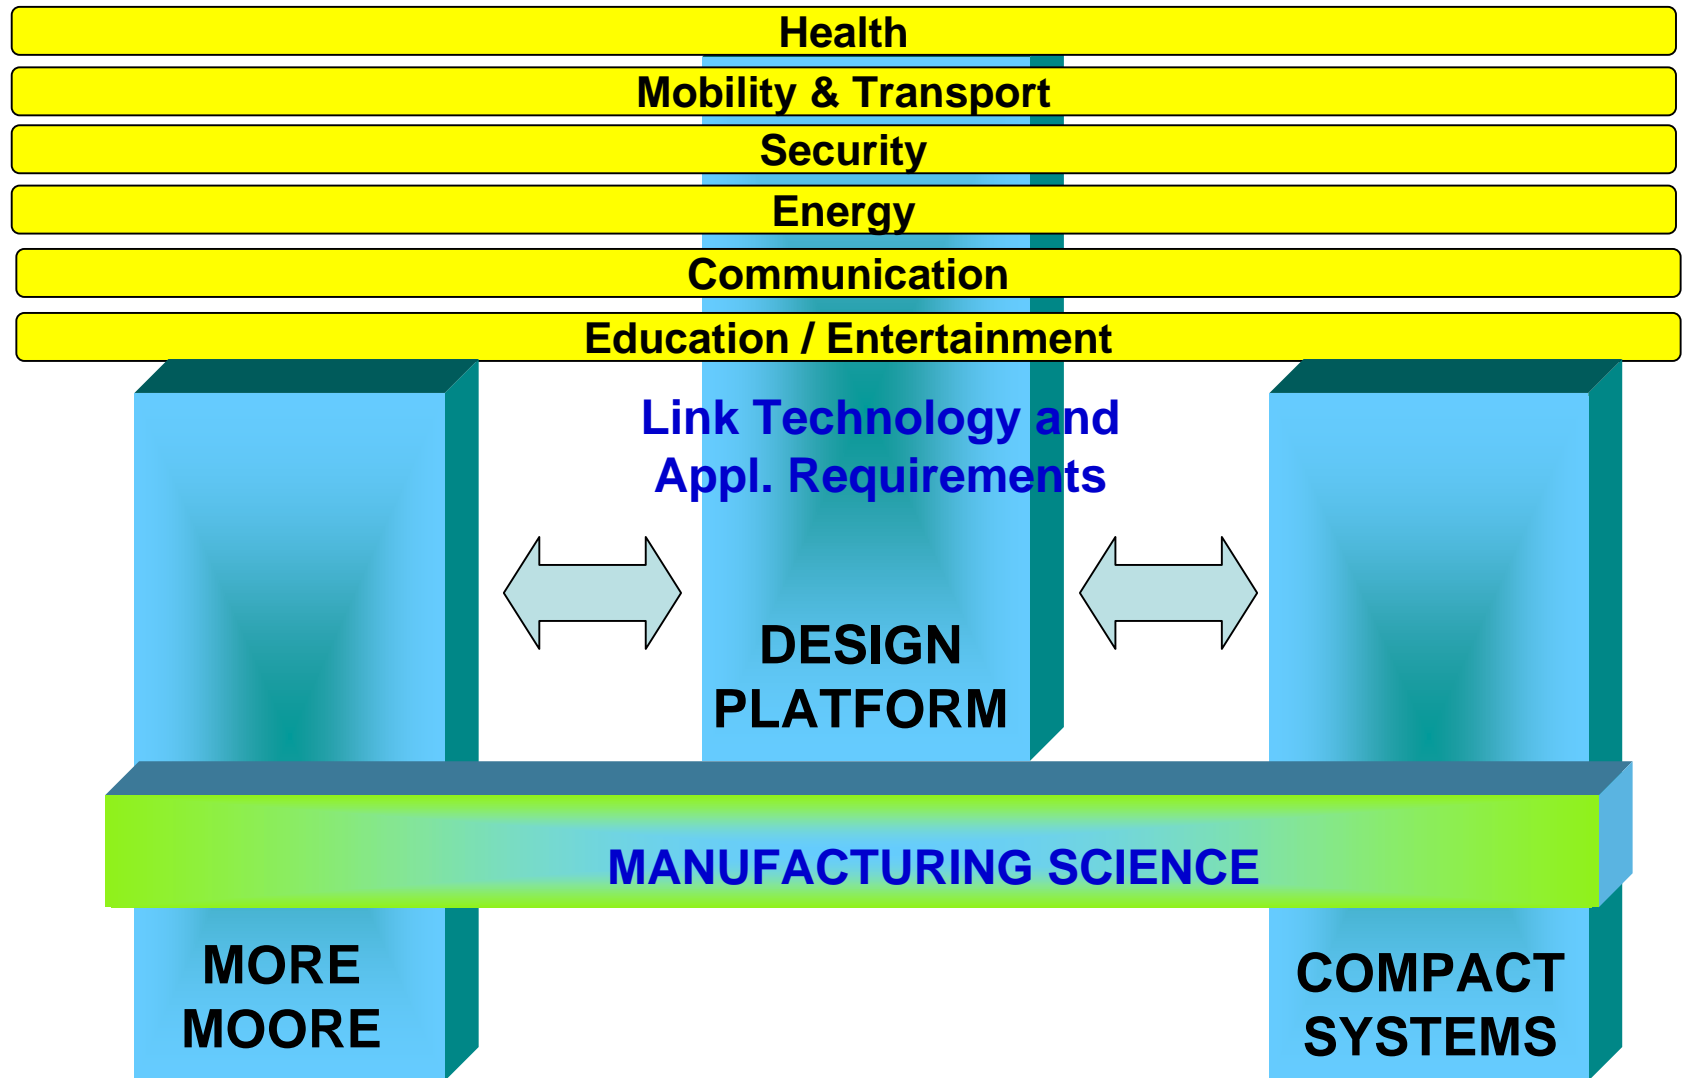 Health
Mobility & Transport
Security
Energy
Communication
Education / Entertainment
Link Technology and
Appl. Requirements
DESIGN
PLATFORM
MANUFACTURING SCIENCE
MORE
MOORE
COMPACT
SYSTEMS